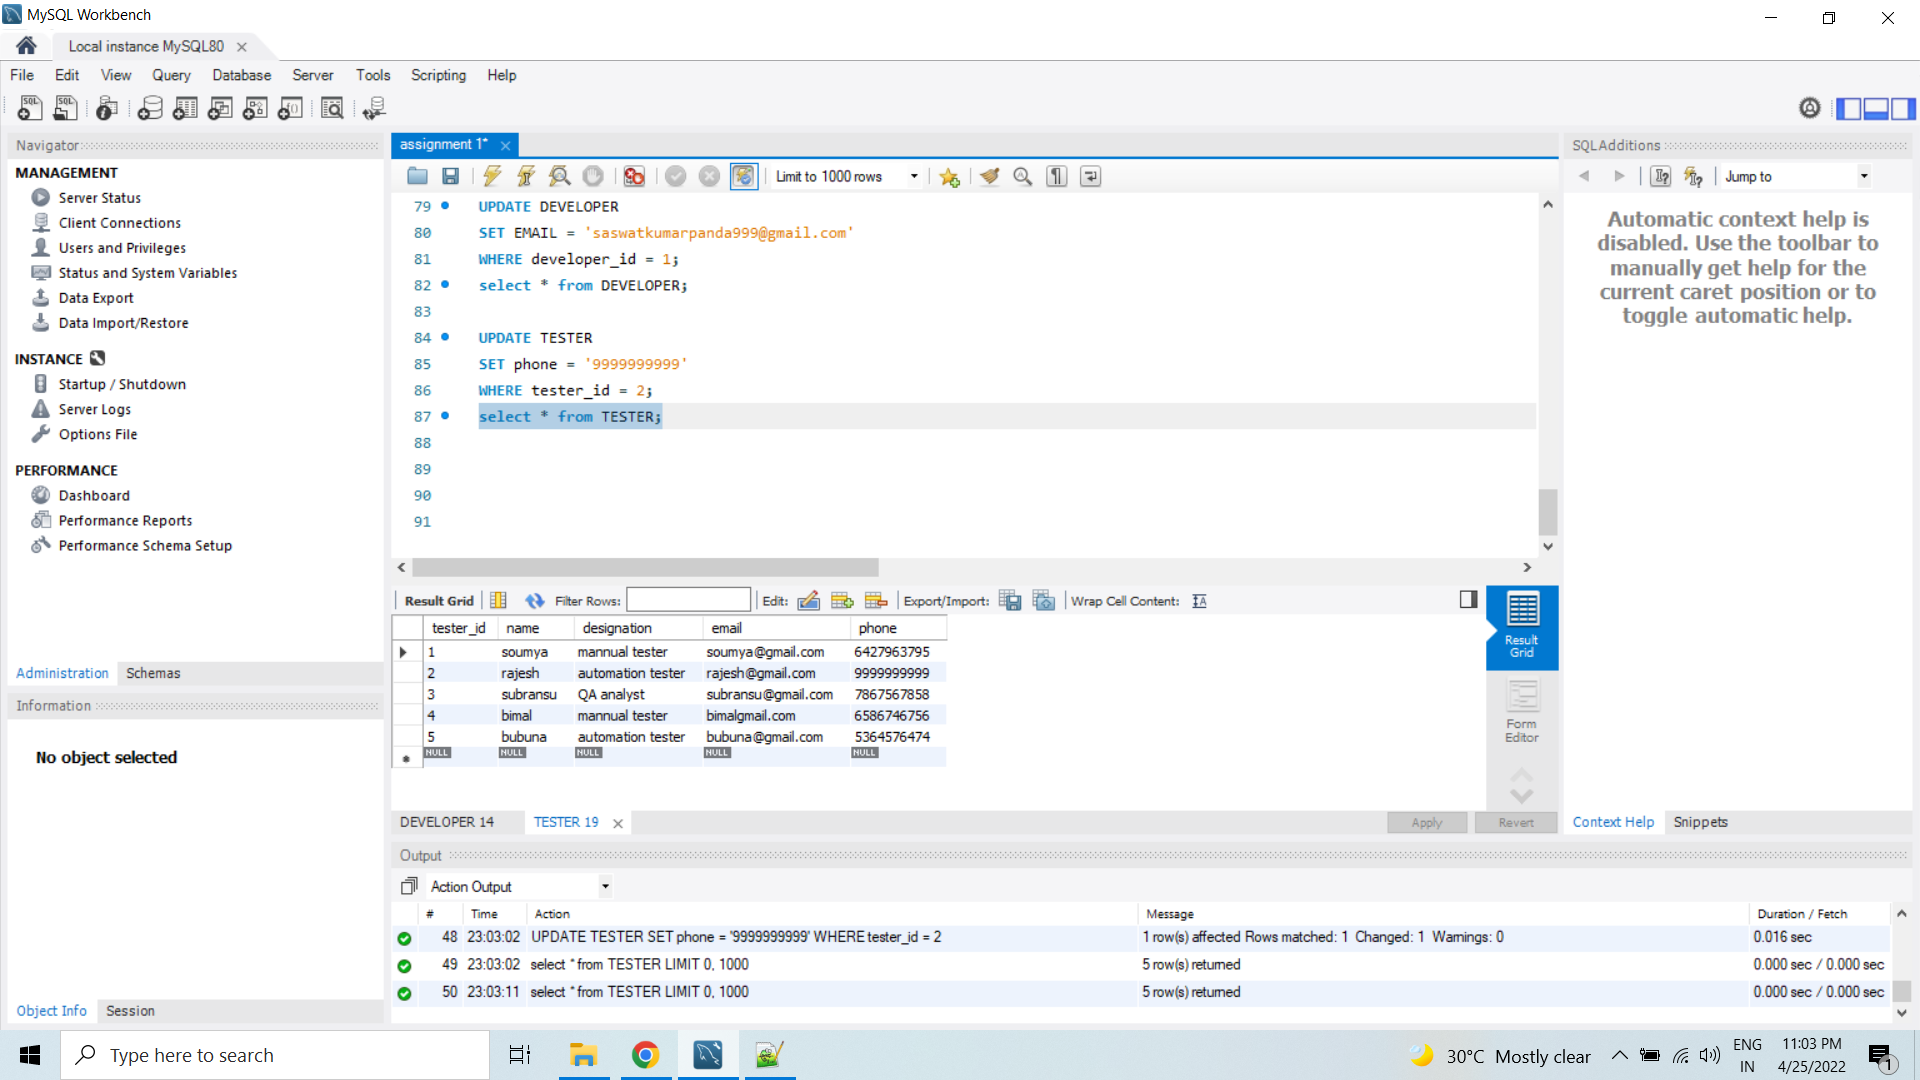 MySQL Workbench
Local instance MySQL80
File Edit View Query Database Server Tools Scripting Help
Navigator
MANAGEMENT
Server Status
Client Connections
Users and Privileges
Status and System Variables
Data Export
Data Import/Restore
INSTANCE
Startup / Shutdown
Server Logs
Options File
PERFORMANCE
Dashboard
Performance Reports
Performance Schema Setup
Administration Schemas
Information
No object selected
Object Info Session
assignment 1*
Limit to 1000 rows
79 UPDATE DEVELOPER
80 SET EMAIL = 'saswatkumarpanda999@gmail.com'
81 WHERE developer_id = 1;
82 select * from DEVELOPER;
83
84 UPDATE TESTER
85 SET phone = '9999999999'
86 WHERE tester_id = 2;
87 select * from TESTER;
88
89
90
91
Result Grid Filter Rows: Edit: Export/Import: Wrap Cell Content:
tester_id name designation email phone
1 soumya mannual tester soumya@gmail.com 6427963795
2 rajesh automation tester rajesh@gmail.com 9999999999
3 subransu QA analyst subransu@gmail.com 7867567858
4 bimal mannual tester bimalgmail.com 6586746756
5 bubuna automation tester bubuna@gmail.com 5364576474
NULL NULL NULL NULL NULL
Result
Grid
Form
Editor
DEVELOPER 14 TESTER 19 Apply Revert
SQLAdditions
Jump to
Automatic context help is
disabled. Use the toolbar to
manually get help for the
current caret position or to
toggle automatic help.
Context Help Snippets
Output
Action Output
# Time Action Message Duration / Fetch
48 23:03:02 UPDATE TESTER SET phone = '9999999999' WHERE tester_id = 2 1 row(s) affected Rows matched: 1 Changed: 1 Warnings: 0 0.016 sec
49 23:03:02 select * from TESTER LIMIT 0, 1000 5 row(s) returned 0.000 sec / 0.000 sec
50 23:03:11 select * from TESTER LIMIT 0, 1000 5 row(s) returned 0.000 sec / 0.000 sec
Type here to search
30°C Mostly clear
ENG
IN
11:03 PM
4/25/2022
1